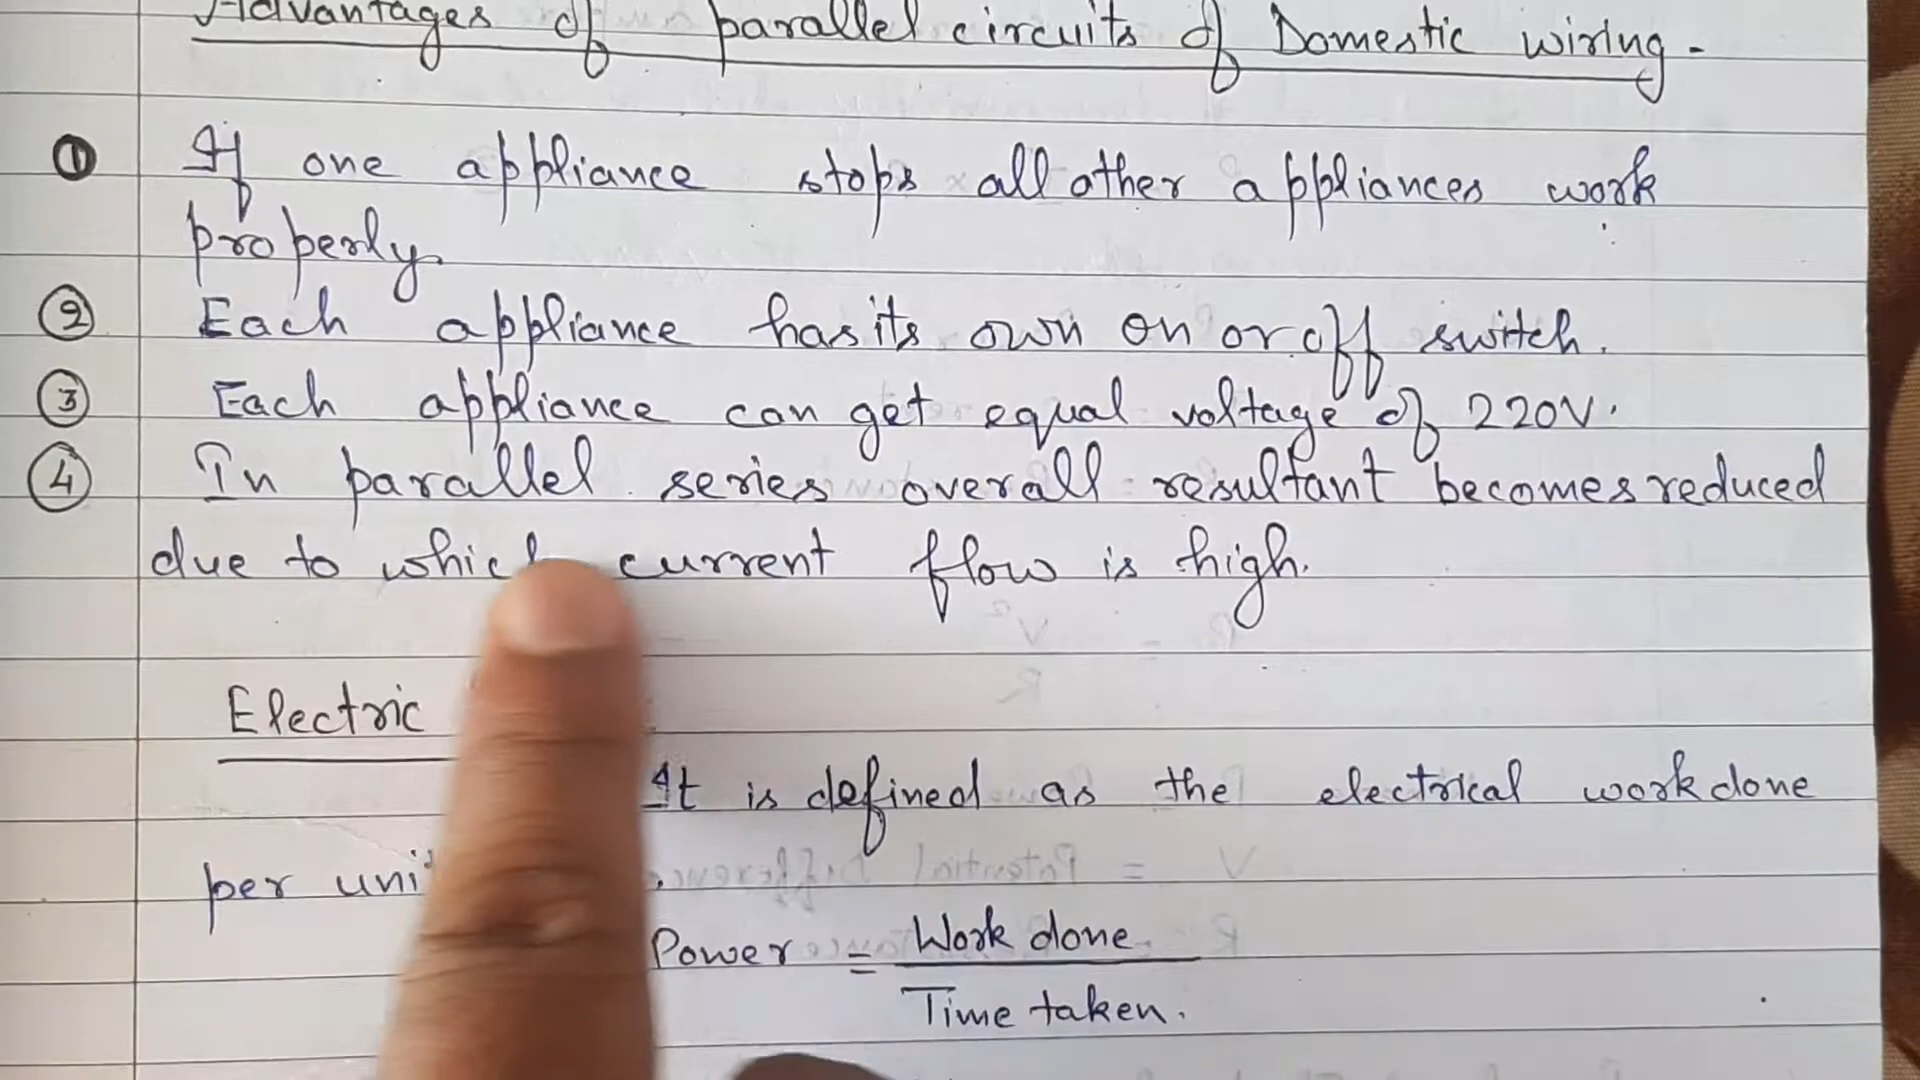 Advantages of parallel circuits of Domestic wiring -
① If one appliance stops all other appliances work
properly.
② Each appliance has its own on or off switch.
③ Each appliance can get equal voltage of 220V.
④ In parallel series overall resultant becomes reduced
due to which current flow is high.
Electric
It is defined as the electrical work done
per unit
Power = Work done
Time taken.